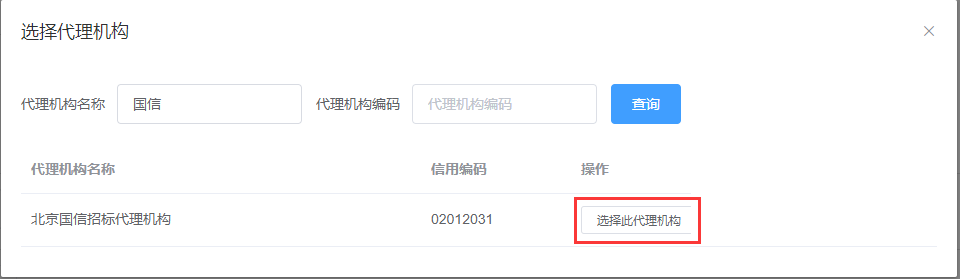 选择代理机构
代理机构名称 国信 代理机构编码 代理机构编码 查询
代理机构名称 信用编码 操作
北京国信招标代理机构 02012031 选择此代理机构